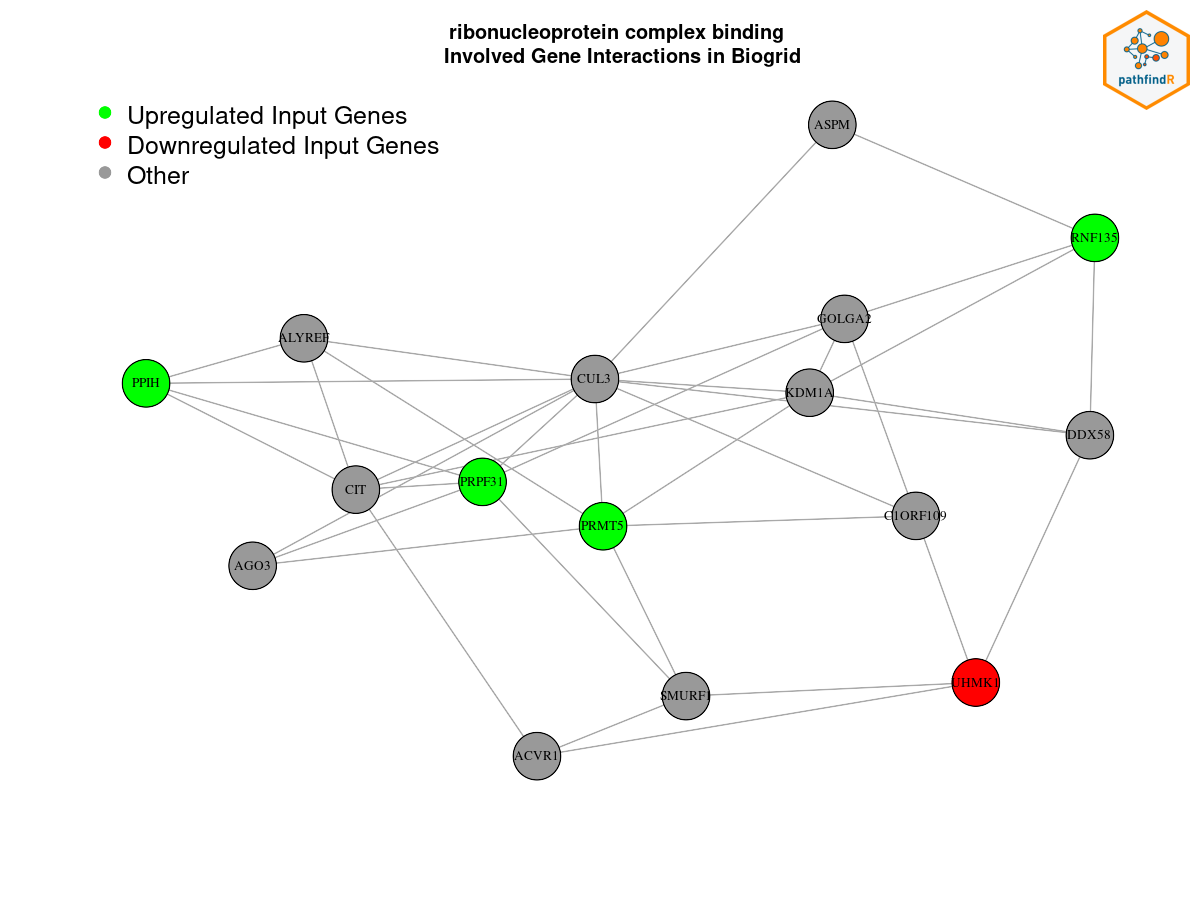 ribonucleoprotein complex binding
Involved Gene Interactions in Biogrid
pathfindR
Upregulated Input Genes
Downregulated Input Genes
Other
ASPM
RNF135
GOLGA2
ALYREF
CUL3
PPIH
KDM1A
DDX58
CIT
PRPF31
PRMT5
C1ORF109
AGO3
UHMK1
SMURF1
ACVR1